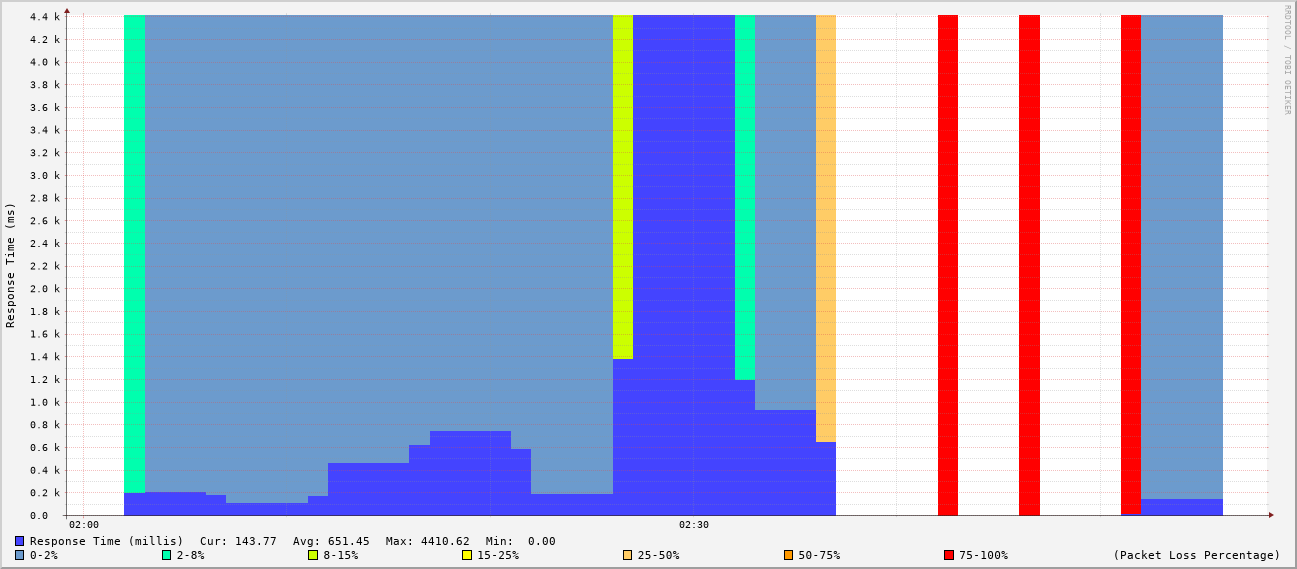 RRDTOOL / TOBI OETIKER
Response Time (ms)
4.4 k
4.2 k
4.0 k
3.8 k
3.6 k
3.4 k
3.2 k
3.0 k
2.8 k
2.6 k
2.4 k
2.2 k
2.0 k
1.8 k
1.6 k
1.4 k
1.2 k
1.0 k
0.8 k
0.6 k
0.4 k
0.2 k
0.0
02:00 02:30
Response Time (millis) Cur: 143.77 Avg: 651.45 Max: 4410.62 Min: 0.00
0-2% 2-8% 8-15% 15-25% 25-50% 50-75% 75-100% (Packet Loss Percentage)